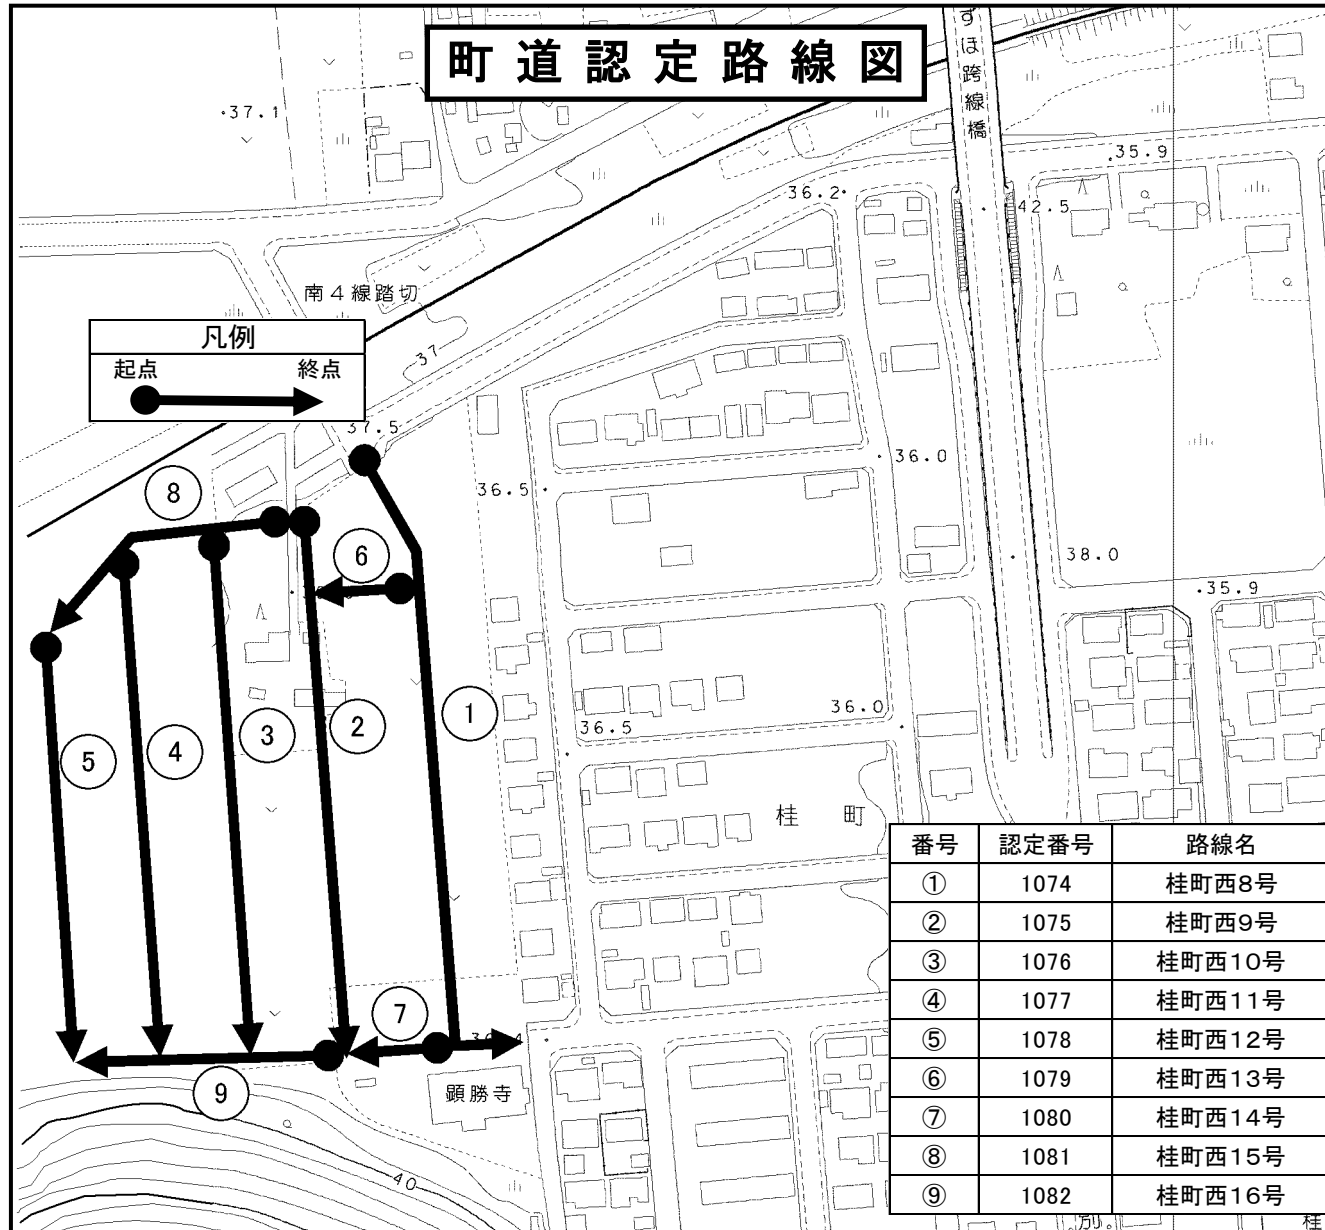 町道認定路線図
ずほ跨線橋
37.1
35.9
36.2
42.5
南4線踏切
凡例
起点 終点
37
37.5
36.0
36.5
⑧
⑥
38.0
35.9
①
②
③
④
⑤
36.0
36.5
桂町
⑦
顕勝寺
⑨
40
番号 認定番号 路線名
① 1074 桂町西8号
② 1075 桂町西9号
③ 1076 桂町西10号
④ 1077 桂町西11号
⑤ 1078 桂町西12号
⑥ 1079 桂町西13号
⑦ 1080 桂町西14号
⑧ 1081 桂町西15号
⑨ 1082 桂町西16号
別
桂